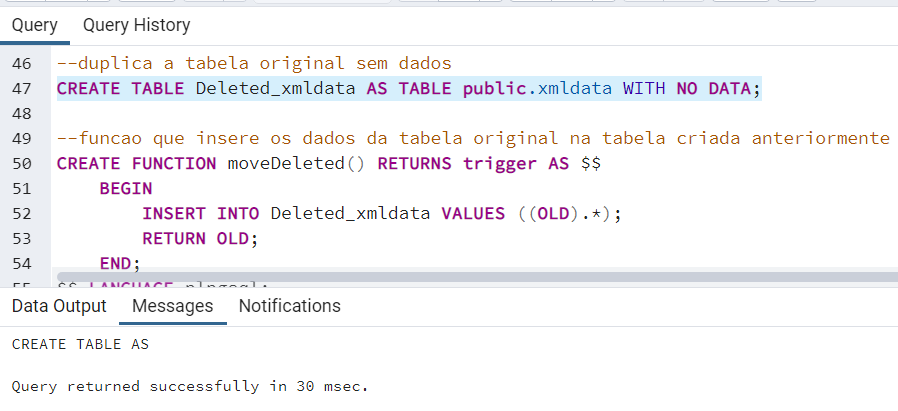 Query Query History
46 --duplica a tabela original sem dados
47 CREATE TABLE Deleted_xmldata AS TABLE public.xmldata WITH NO DATA;
48
49 --funcao que insere os dados da tabela original na tabela criada anteriormente
50 CREATE FUNCTION moveDeleted() RETURNS trigger AS $$
51 BEGIN
52 INSERT INTO Deleted_xmldata VALUES ((OLD).*);
53 RETURN OLD;
54 END;
55 $$ LANGUAGE plpgsql;
Data Output Messages Notifications
CREATE TABLE AS
Query returned successfully in 30 msec.